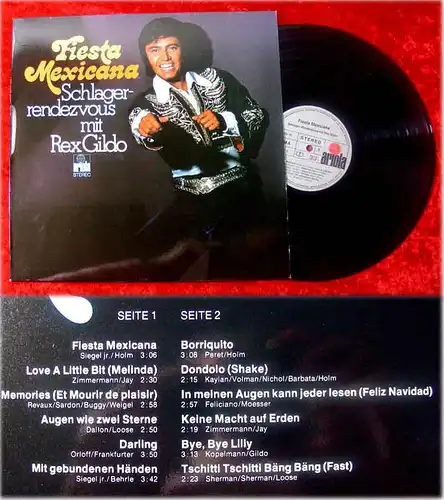 Fiesta
Mexicana
Schlager-
rendezvous
mit
Rex Gildo
STEREO
Fiesta Mexicana
STEREO
ariola
SEITE 1
Fiesta Mexicana
Siegel jr./Holm 3:06
Love A Little Bit (Melinda)
Zimmermann/Jay 2:30
Memories (Et Mourir de plaisir)
Revaux/Sardon/Buggy/Weigel 2:58
Augen wie zwei Sterne
Dallon/Loose 2:50
Darling
Orloff/Frankfurter 2:50
Mit gebundenen Händen
Siegel jr./Behrle 3:42
SEITE 2
Borriquito
3:08 Peret/Holm
Dondolo (Shake)
2:15 Kaylan/Volman/Nichol/Barbata/Holm
In meinen Augen kann jeder lesen (Feliz Navidad)
2:57 Feliciano/Moesser
Keine Macht auf Erden
2:19 Zimmermann/Jay
Bye, Bye Lilly
3:13 Kopelmann/Gildo
Tschitti Tschitti Bäng Bäng (Fast)
2:23 Sherman/Sherman/Loose